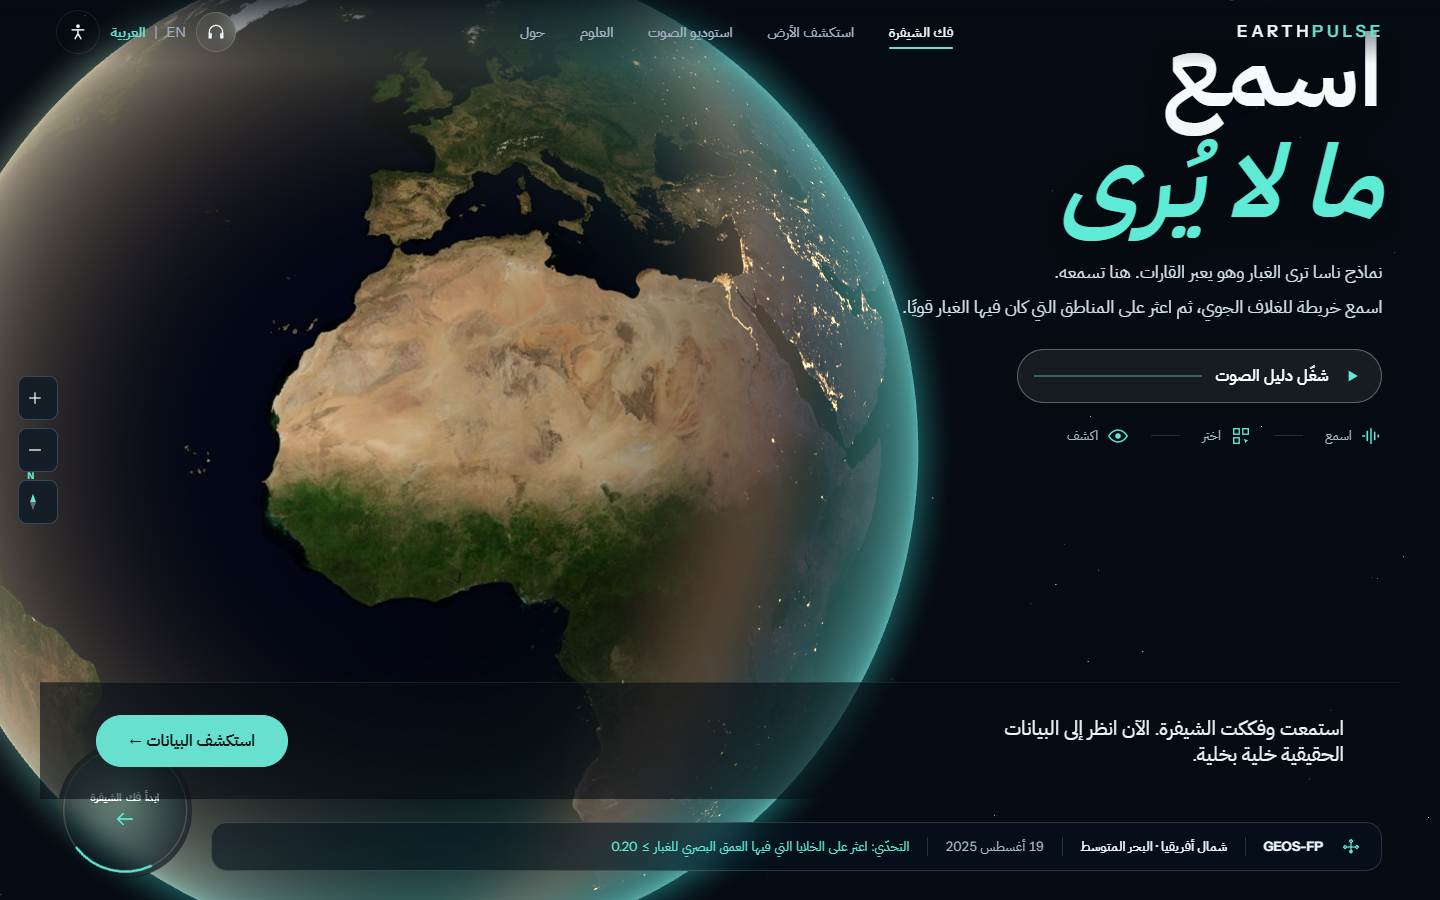 EARTHPULSE
فك الشيفرة
استكشف الأرض
استوديو الصوت
العلوم
حول
EN | العربية
اسمع
ما لا يُرى
نماذج ناسا ترى الغبار وهو يعبر القارات. هنا تسمعه.
اسمع خريطة للغلاف الجوي، ثم اعثر على المناطق التي كان فيها الغبار قويًا.
شغّل دليل الصوت
اسمع
اختر
اكشف
+
−
N
استمعت وفككت الشيفرة. الآن انظر إلى البيانات
الحقيقية خلية بخلية.
استكشف البيانات ←
ابدأ فك الشيفرة
←
GEOS-FP
شمال أفريقيا · البحر المتوسط
19 أغسطس 2025
التحدّي: اعثر على الخلايا التي فيها العمق البصري للغبار ≥ 0.20